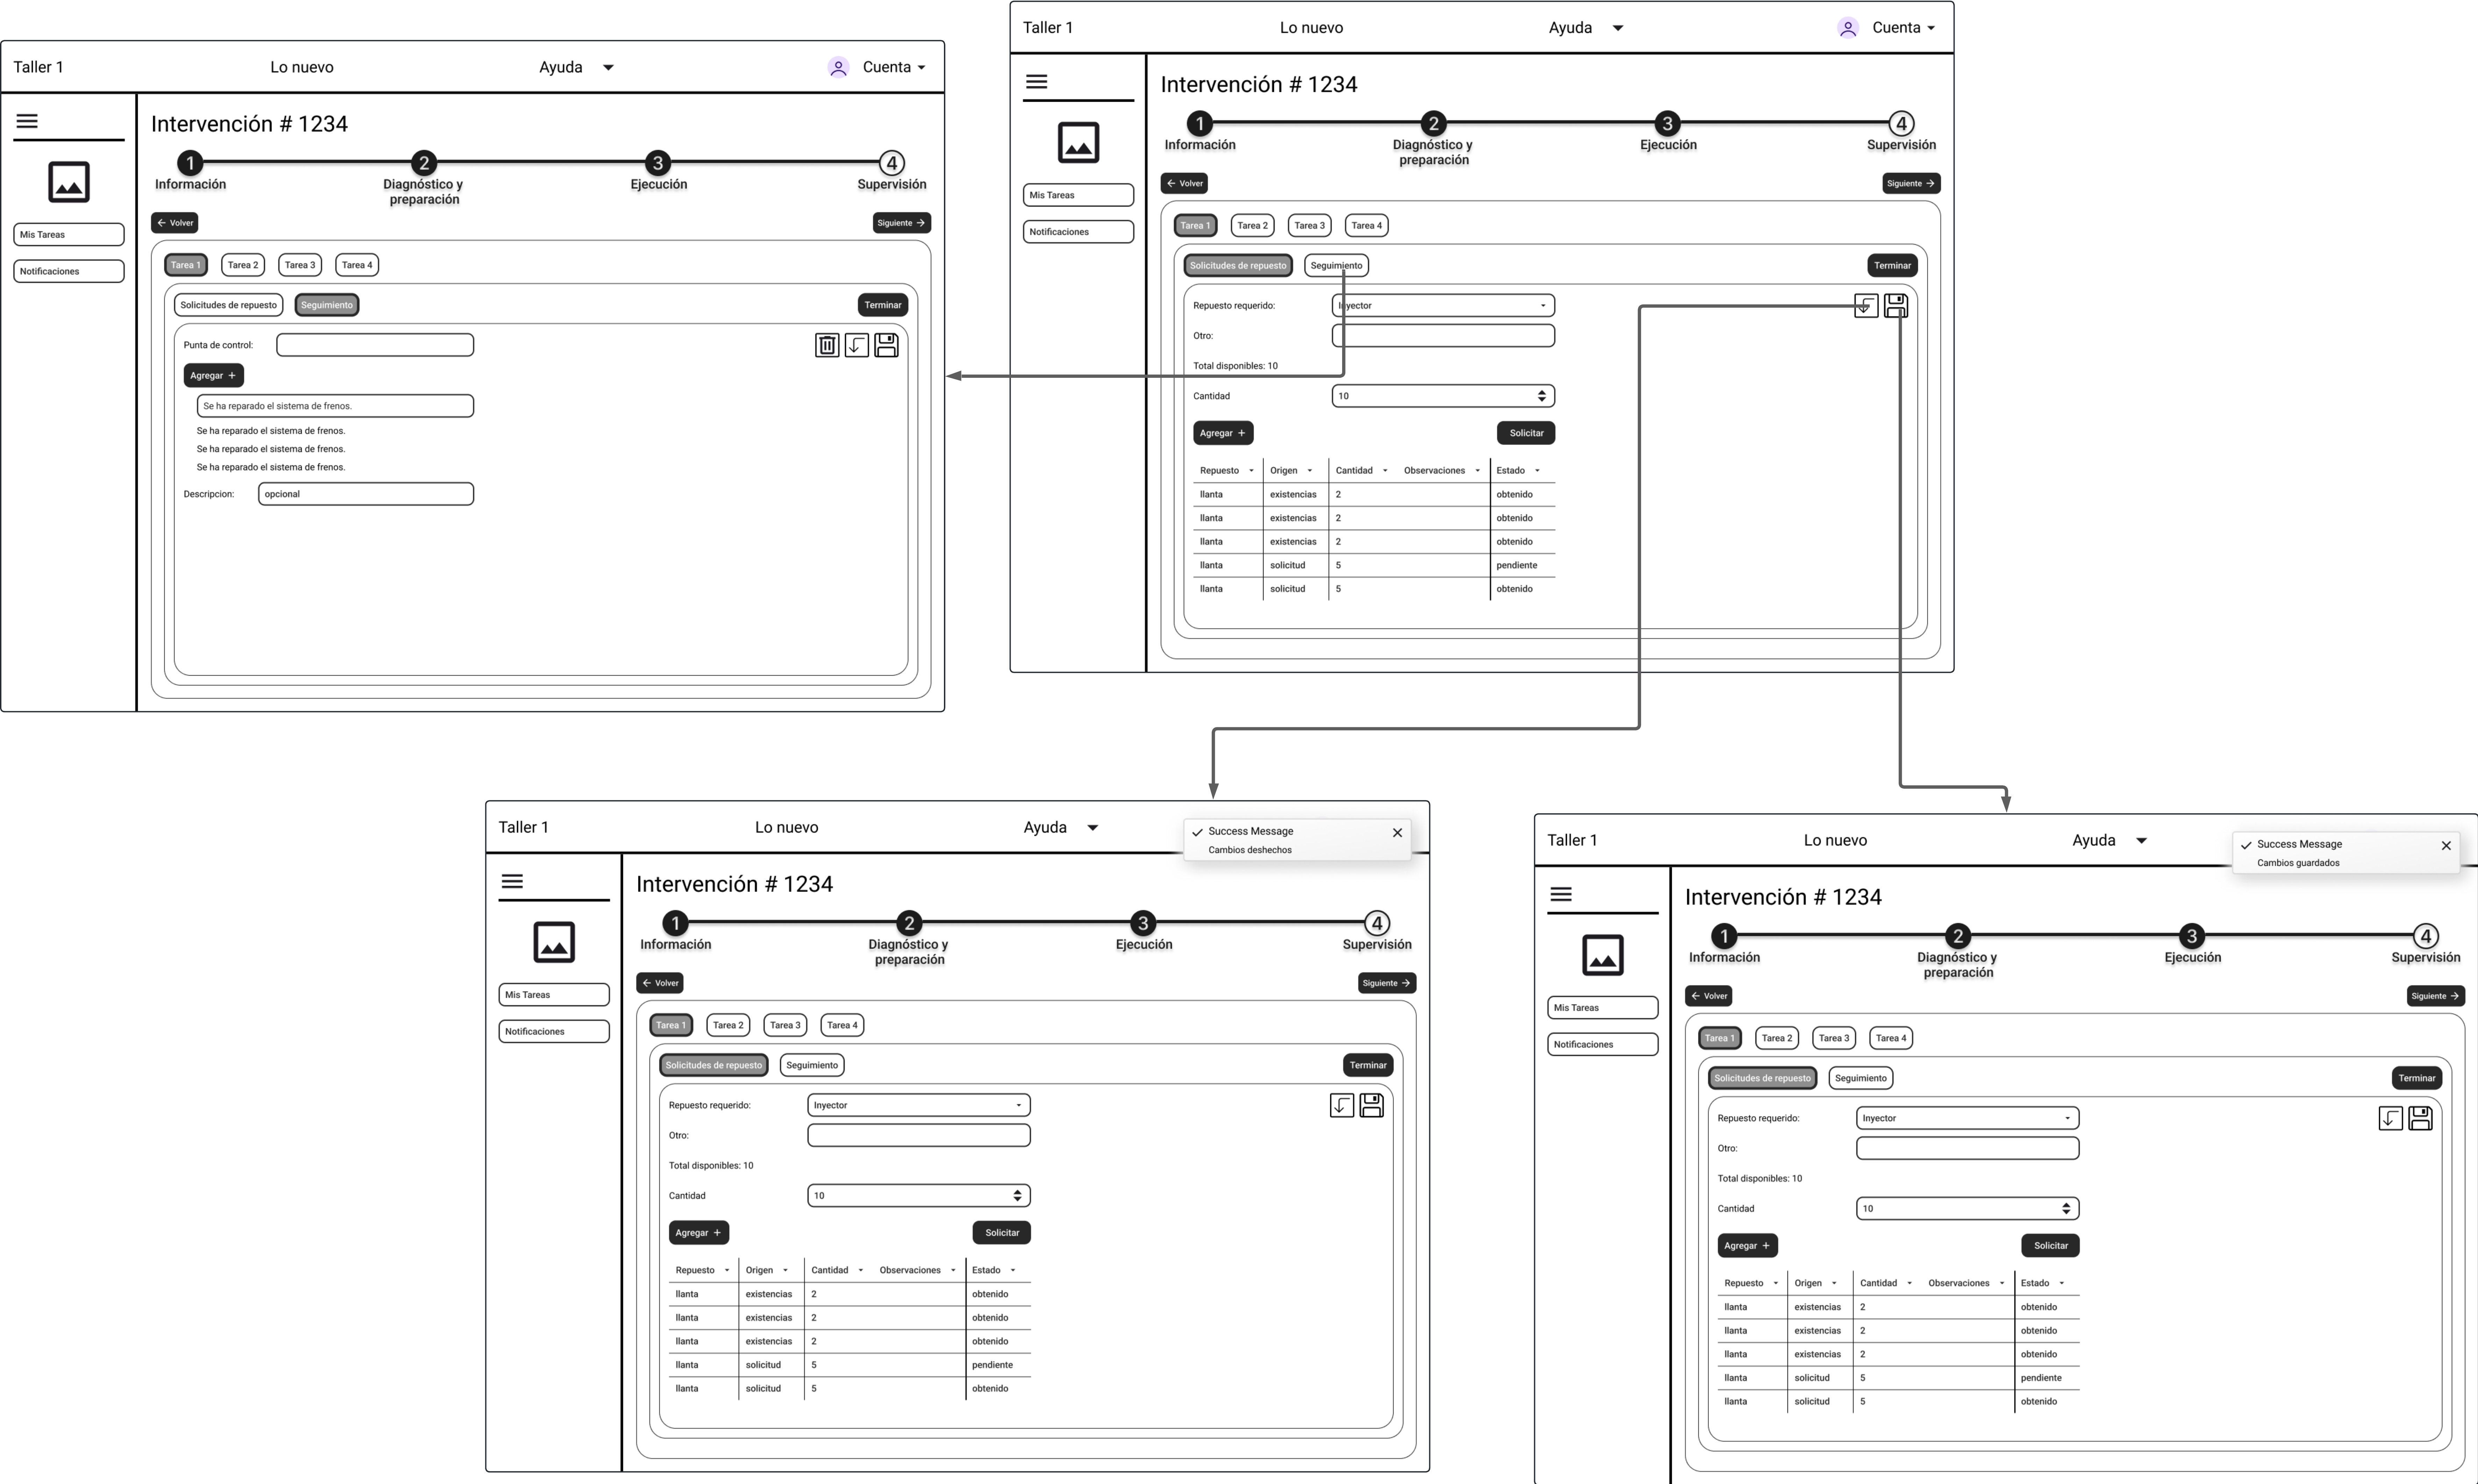 Taller 1
Lo nuevo
Ayuda
Cuenta
Intervención # 1234
1
2
3
4
Información
Diagnóstico y
preparación
Ejecución
Supervisión
Volver
Siguiente
Mis Tareas
Notificaciones
Tarea 1
Tarea 2
Tarea 3
Tarea 4
Solicitudes de repuesto
Seguimiento
Terminar
Punta de control:
Agregar +
Se ha reparado el sistema de frenos.
Se ha reparado el sistema de frenos.
Se ha reparado el sistema de frenos.
Se ha reparado el sistema de frenos.
Descripcion:
opcional
Taller 1
Lo nuevo
Ayuda
Cuenta
Intervención # 1234
1
2
3
4
Información
Diagnóstico y
preparación
Ejecución
Supervisión
Volver
Siguiente
Mis Tareas
Notificaciones
Tarea 1
Tarea 2
Tarea 3
Tarea 4
Solicitudes de repuesto
Seguimiento
Terminar
Repuesto requerido:
Inyector
Otro:
Total disponibles: 10
Cantidad
10
Agregar +
Solicitar
Repuesto Origen Cantidad Observaciones Estado
llanta existencias 2 obtenido
llanta existencias 2 obtenido
llanta existencias 2 obtenido
llanta solicitud 5 pendiente
llanta solicitud 5 obtenido
Taller 1
Lo nuevo
Ayuda
Success Message
Cambios deshechos
Intervención # 1234
1
2
3
4
Información
Diagnóstico y
preparación
Ejecución
Supervisión
Volver
Siguiente
Mis Tareas
Notificaciones
Tarea 1
Tarea 2
Tarea 3
Tarea 4
Solicitudes de repuesto
Seguimiento
Terminar
Repuesto requerido:
Inyector
Otro:
Total disponibles: 10
Cantidad
10
Agregar +
Solicitar
Repuesto Origen Cantidad Observaciones Estado
llanta existencias 2 obtenido
llanta existencias 2 obtenido
llanta existencias 2 obtenido
llanta solicitud 5 pendiente
llanta solicitud 5 obtenido
Taller 1
Lo nuevo
Ayuda
Success Message
Cambios guardados
Intervención # 1234
1
2
3
4
Información
Diagnóstico y
preparación
Ejecución
Supervisión
Volver
Siguiente
Mis Tareas
Notificaciones
Tarea 1
Tarea 2
Tarea 3
Tarea 4
Solicitudes de repuesto
Seguimiento
Terminar
Repuesto requerido:
Inyector
Otro:
Total disponibles: 10
Cantidad
10
Agregar +
Solicitar
Repuesto Origen Cantidad Observaciones Estado
llanta existencias 2 obtenido
llanta existencias 2 obtenido
llanta existencias 2 obtenido
llanta solicitud 5 pendiente
llanta solicitud 5 obtenido